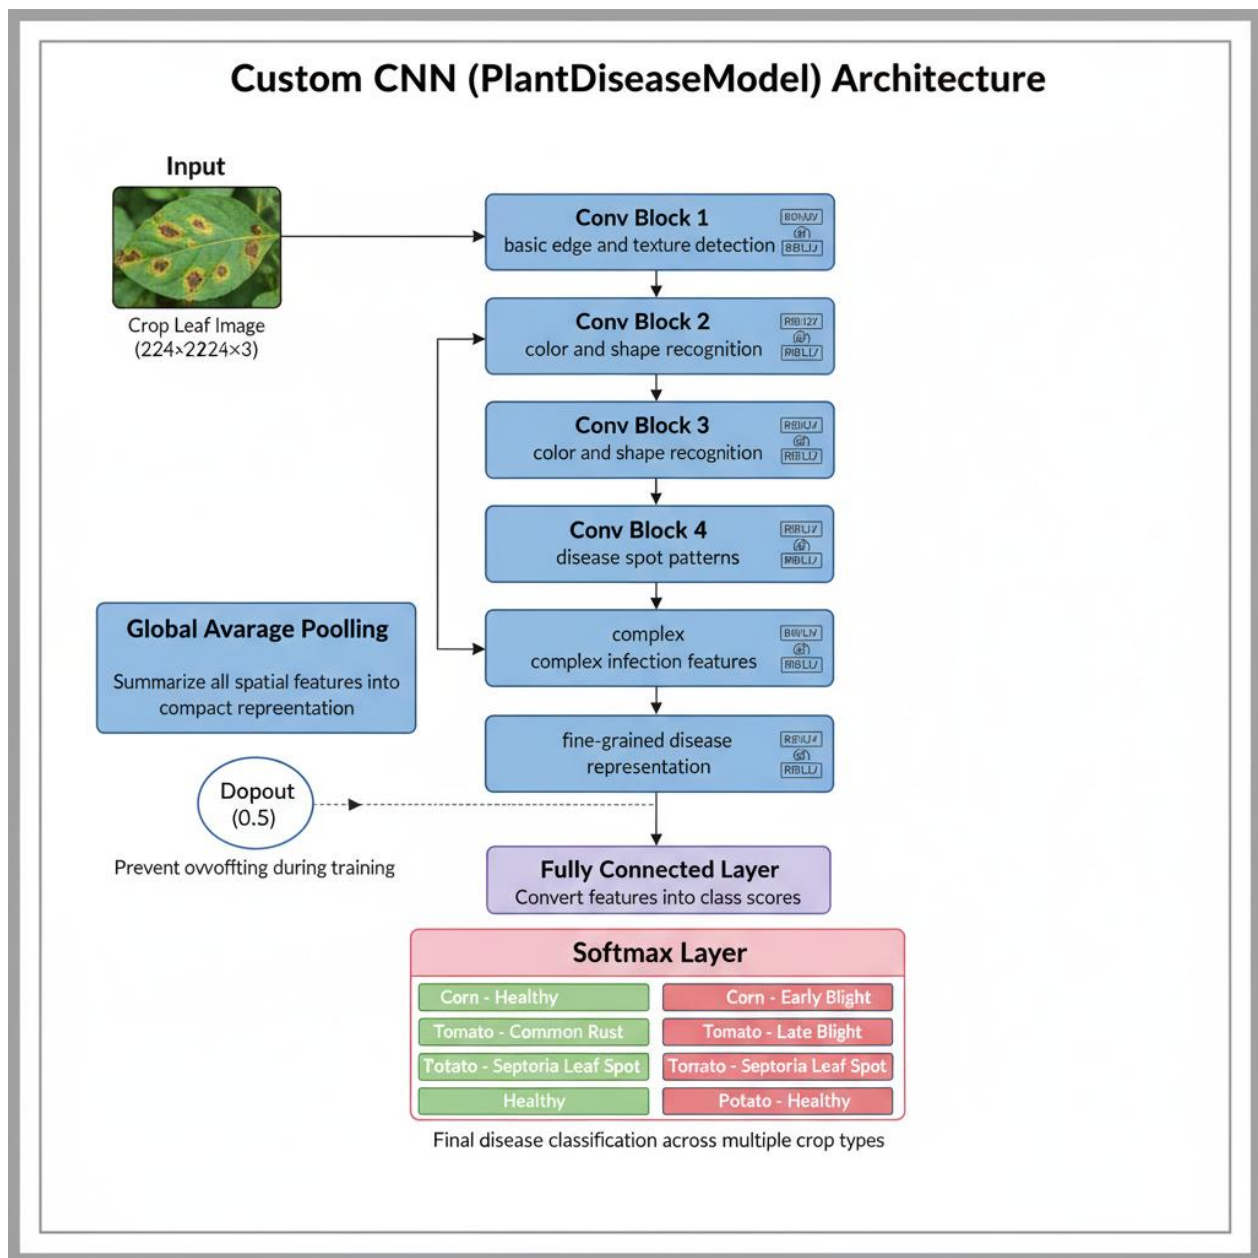 Custom CNN (PlantDiseaseModel) Architecture
Input
Crop Leaf Image
(224×2224×3)
Conv Block 1
basic edge and texture detection
Conv Block 2
color and shape recognition
Conv Block 3
color and shape recognition
Conv Block 4
disease spot patterns
complex
complex infection features
fine-grained disease
representation
Global Avarage Poolling
Summarize all spatial features into
compact repreentation
Dopout
(0.5)
Prevent owoffting during training
Fully Connected Layer
Convert features into class scores
Softmax Layer
Corn - Healthy
Corn - Early Blight
Tomato - Common Rust
Tomato - Late Blight
Totato - Septoria Leaf Spot
Tomato - Septoria Leaf Spot
Healthy
Potato - Healthy
Final disease classification across multiple crop types